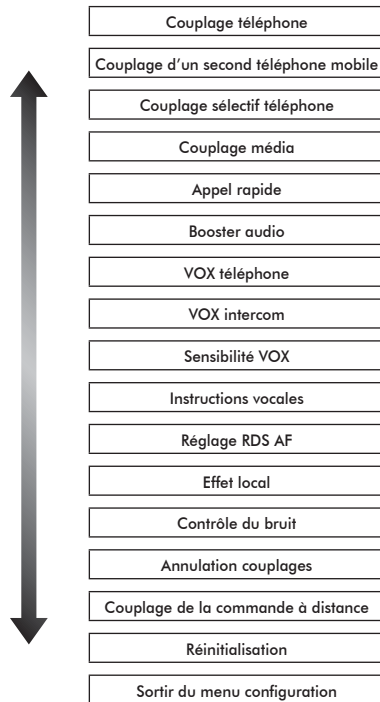 Couplage téléphone
Couplage d'un second téléphone mobile
Couplage sélectif téléphone
Couplage média
Appel rapide
Booster audio
VOX téléphone
VOX intercom
Sensibilité VOX
Instructions vocales
Réglage RDS AF
Effet local
Contrôle du bruit
Annulation couplages
Couplage de la commande à distance
Réinitialisation
Sortir du menu configuration